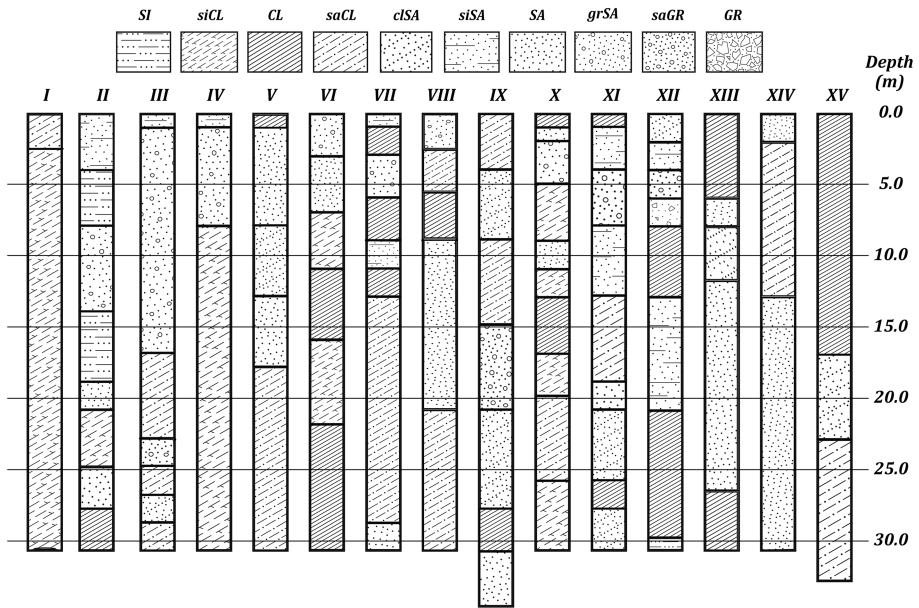 SI siCL CL saCL clSA siSA SA grSA saGR GR
Depth
(m)
I II III IV V VI VII VIII IX X XI XII XIII XIV XV
0.0
5.0
10.0
15.0
20.0
25.0
30.0